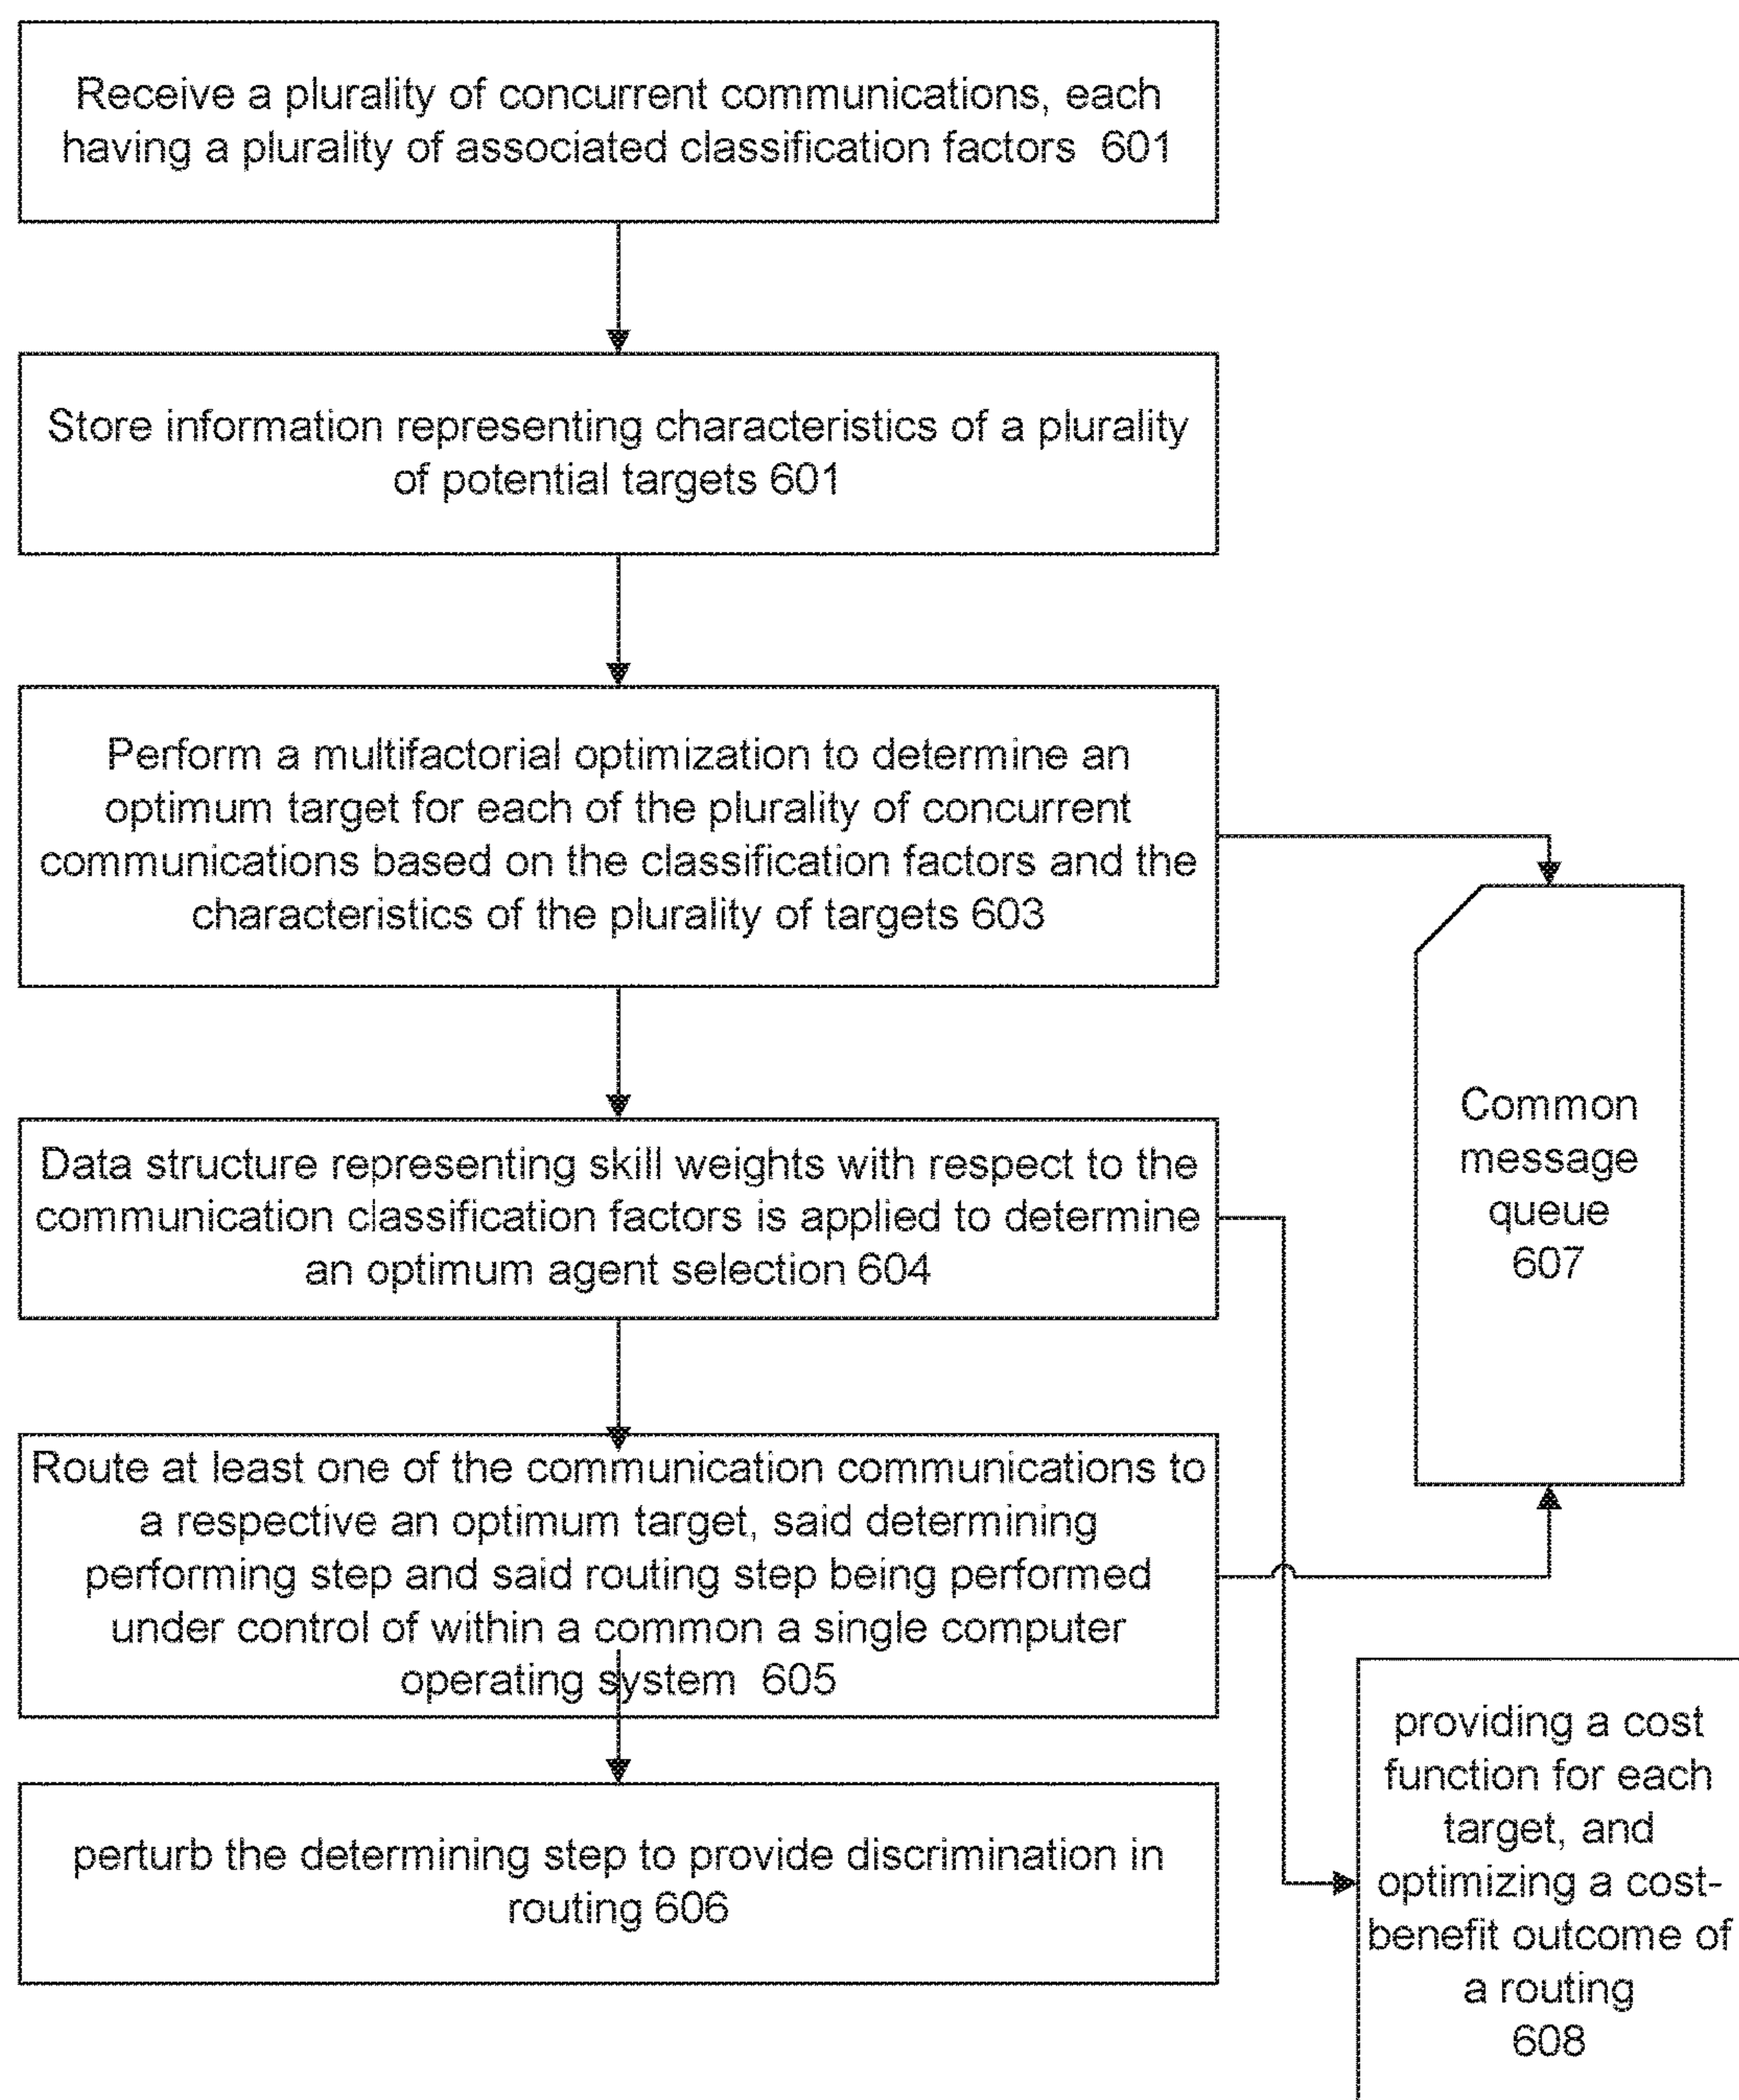 Receive a plurality of concurrent communications, each
having a plurality of associated classification factors 601
Store information representing characteristics of a plurality
of potential targets 601
Perform a multifactorial optimization to determine an
optimum target for each of the plurality of concurrent
communications based on the classification factors and the
characteristics of the plurality of targets 603
Data structure representing skill weights with respect to the
communication classification factors is applied to determine
an optimum agent selection 604
Route at least one of the communication communications to
a respective an optimum target, said determining
performing step and said routing step being performed
under control of within a common a single computer
operating system 605
perturb the determining step to provide discrimination in
routing 606
Common
message
queue
607
providing a cost
function for each
target, and
optimizing a cost-
benefit outcome of
a routing
608